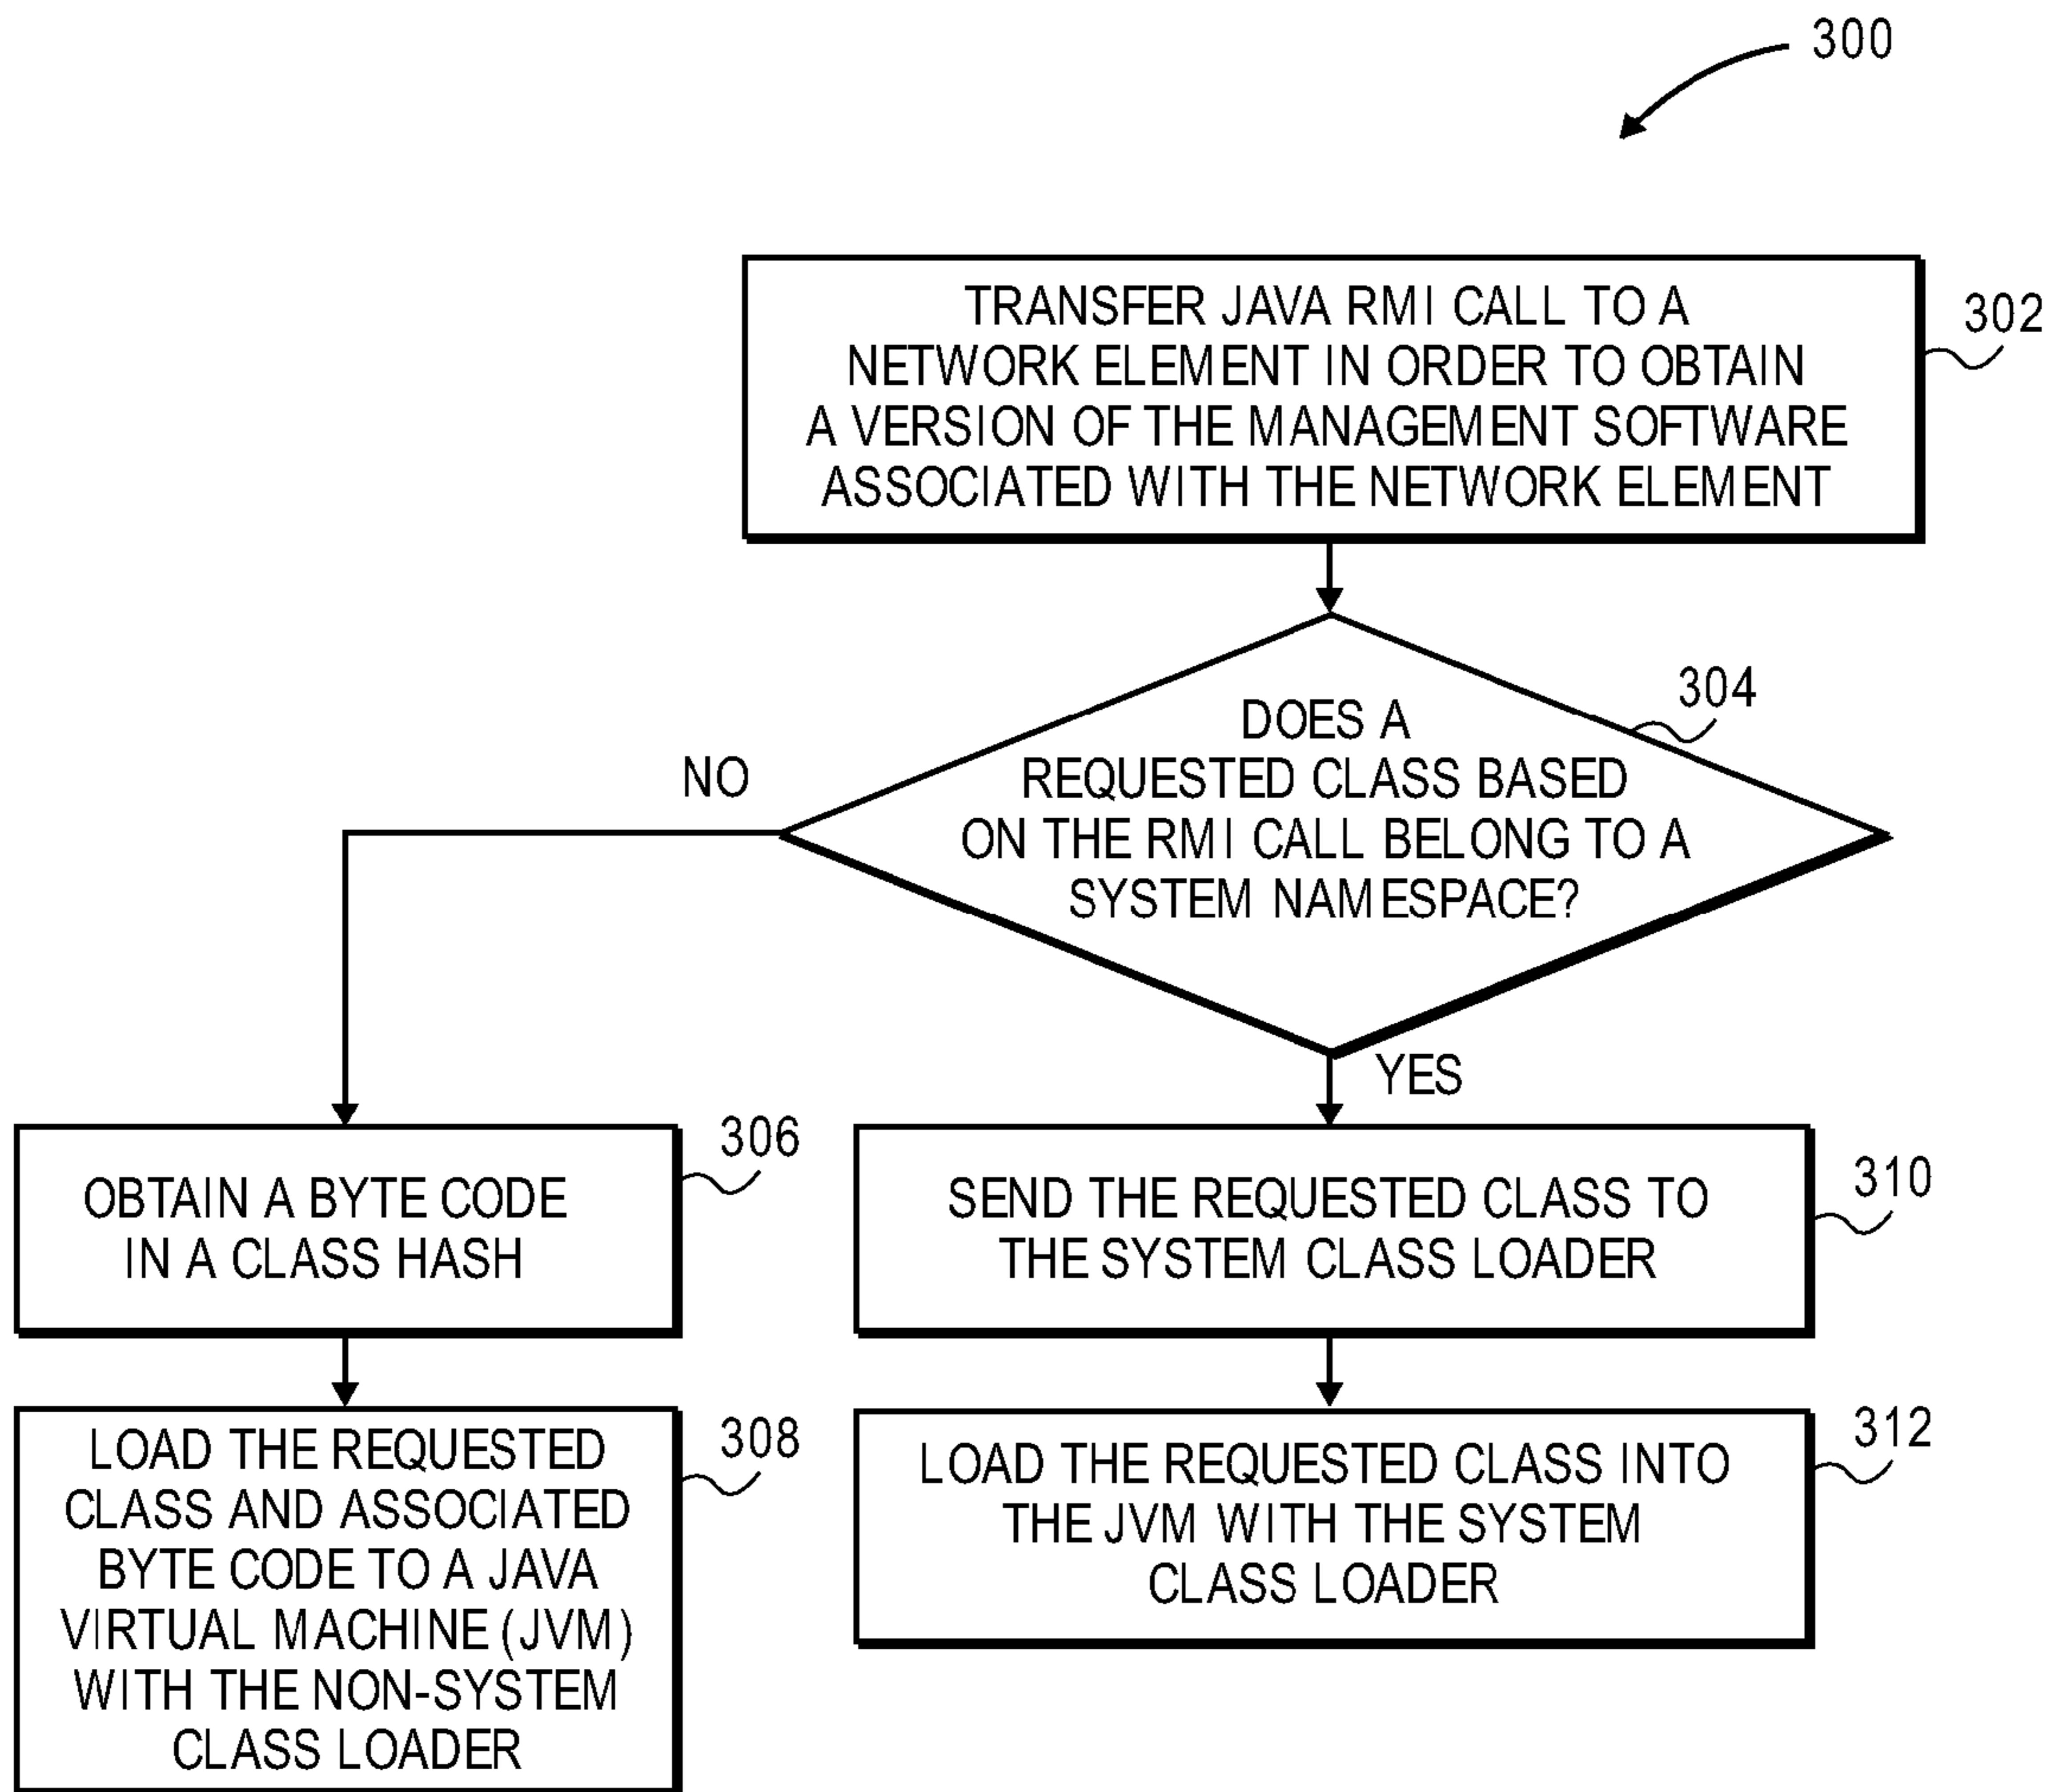 300
TRANSFER JAVA RMI CALL TO A
NETWORK ELEMENT IN ORDER TO OBTAIN
A VERSION OF THE MANAGEMENT SOFTWARE
ASSOCIATED WITH THE NETWORK ELEMENT
302
DOES A
REQUESTED CLASS BASED
ON THE RMI CALL BELONG TO A
SYSTEM NAMESPACE?
304
NO
YES
OBTAIN A BYTE CODE
IN A CLASS HASH
306
SEND THE REQUESTED CLASS TO
THE SYSTEM CLASS LOADER
310
LOAD THE REQUESTED
CLASS AND ASSOCIATED
BYTE CODE TO A JAVA
VIRTUAL MACHINE (JVM)
WITH THE NON-SYSTEM
CLASS LOADER
308
LOAD THE REQUESTED CLASS INTO
THE JVM WITH THE SYSTEM
CLASS LOADER
312